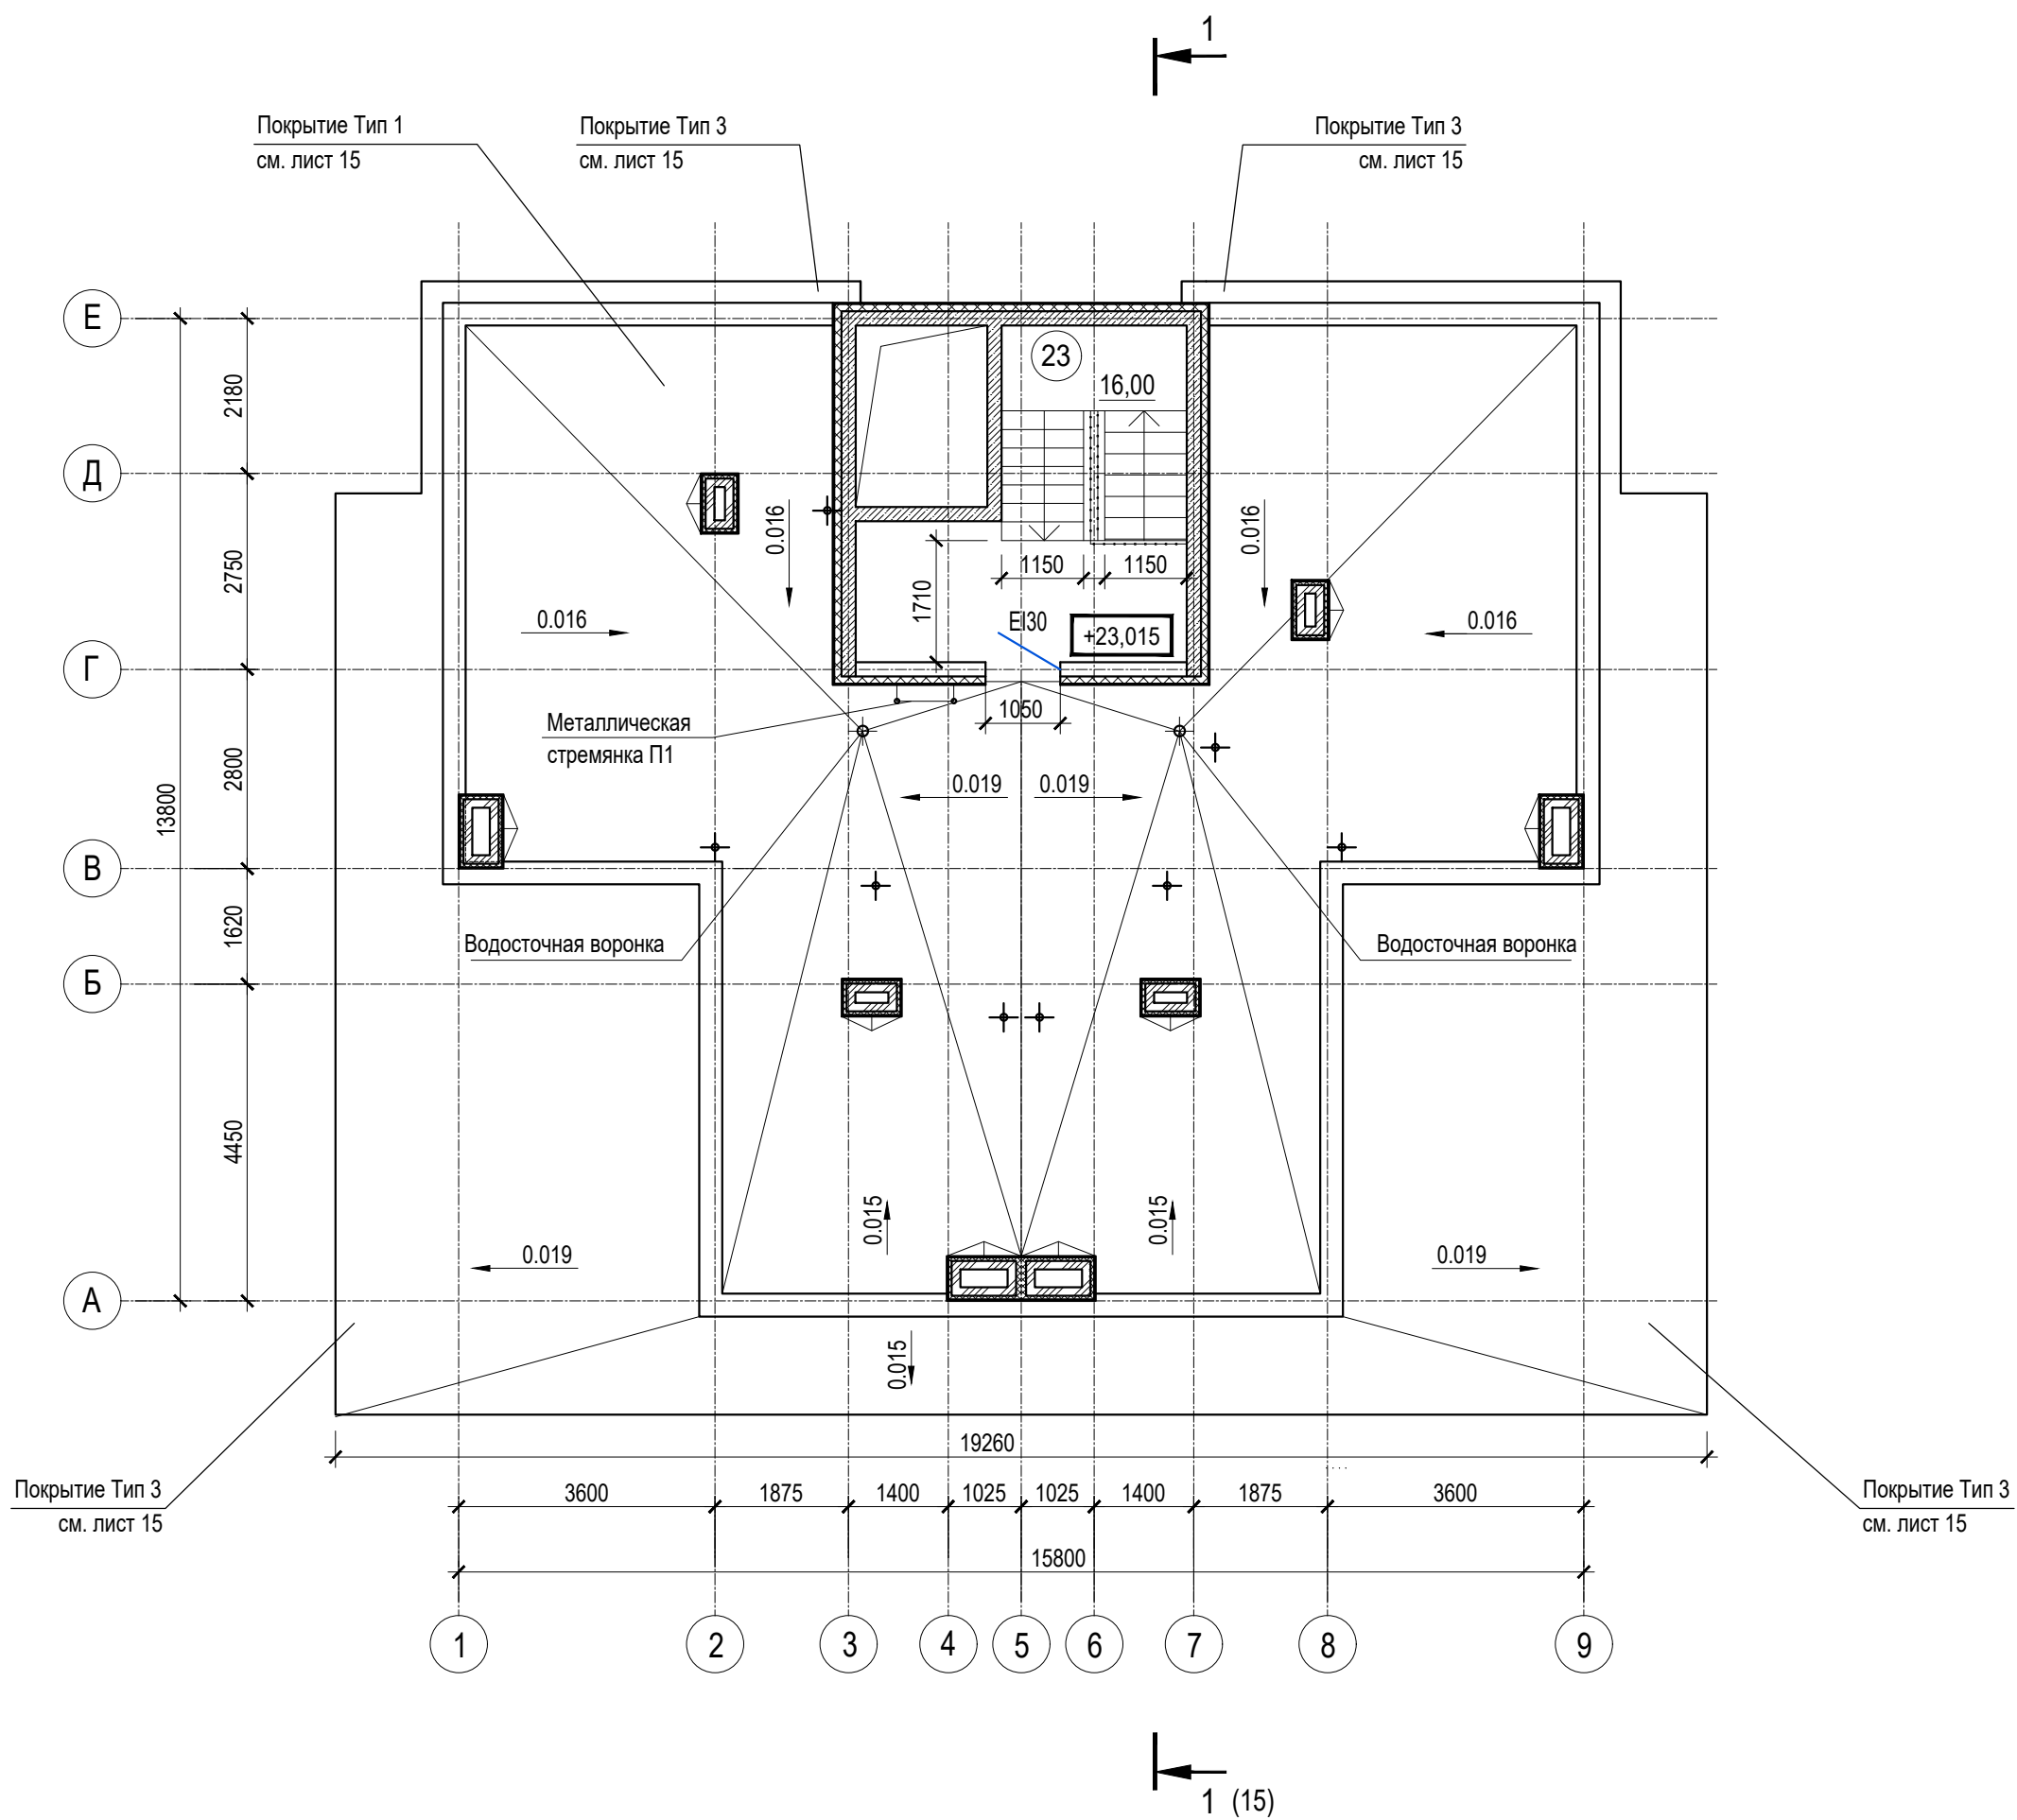 1
Покрытие Тип 1
см. лист 15
Покрытие Тип 3
см. лист 15
Покрытие Тип 3
см. лист 15
Е
Д
Г
В
Б
А
2180
2750
2800
1620
4450
13800
23
16,00
0.016
0.016
0.016
0.016
1150
1150
1710
EI30
+23,015
Металлическая
стремянка П1
1050
0.019
0.019
Водосточная воронка
Водосточная воронка
0.015
0.015
0.019
0.019
0.015
19260
Покрытие Тип 3
см. лист 15
Покрытие Тип 3
см. лист 15
3600
1875
1400
1025
1025
1400
1875
3600
15800
1
2
3
4
5
6
7
8
9
1 (15)